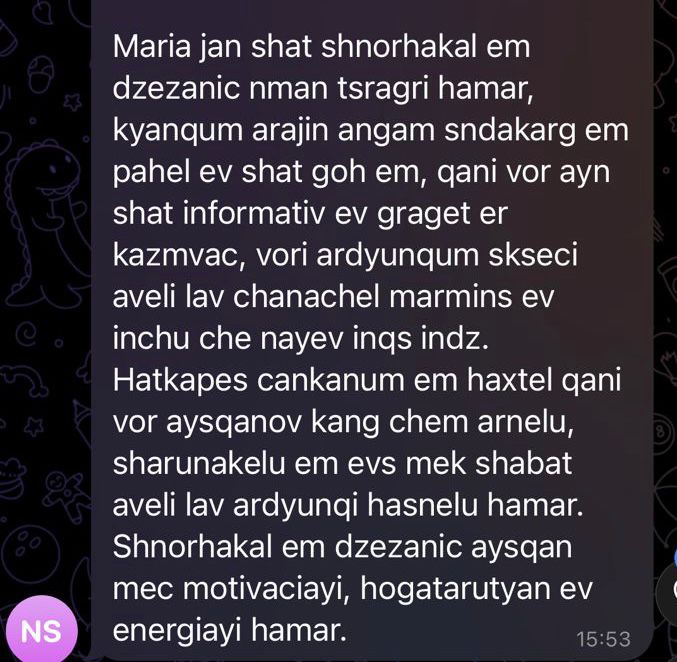 Maria jan shat shnorhakal em
dzezanic nman tsragri hamar,
kyanqum arajin angam sndakarg em
pahel ev shat goh em, qani vor ayn
shat informativ ev graget er
kazmvac, vori ardyunqum skseci
aveli lav chanachel marmins ev
inchu che nayev inqs indz.
Hatkapes cankanum em haxtel qani
vor aysqanov kang chem arnelu,
sharunakelu em evs mek shabat
aveli lav ardyunqi hasnelu hamar.
Shnorhakal em dzezanic aysqan
mec motivaciayi, hogatarutyan ev
energiayi hamar.
NS
15:53